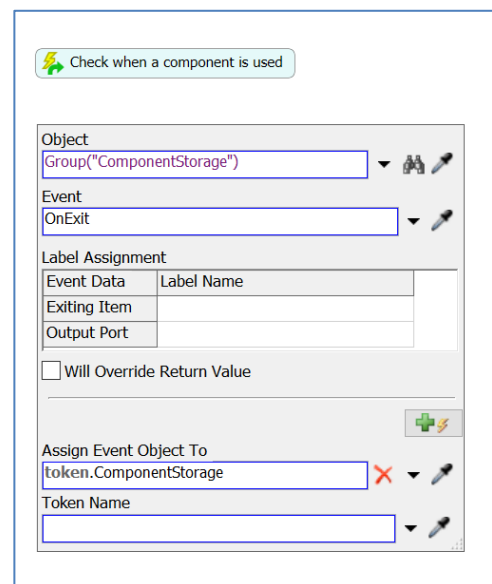 Check when a component is used
Object
Group("ComponentStorage")
Event
OnExit
Label Assignment
Event Data Label Name
Exiting Item
Output Port
Will Override Return Value
Assign Event Object To
token.ComponentStorage
Token Name